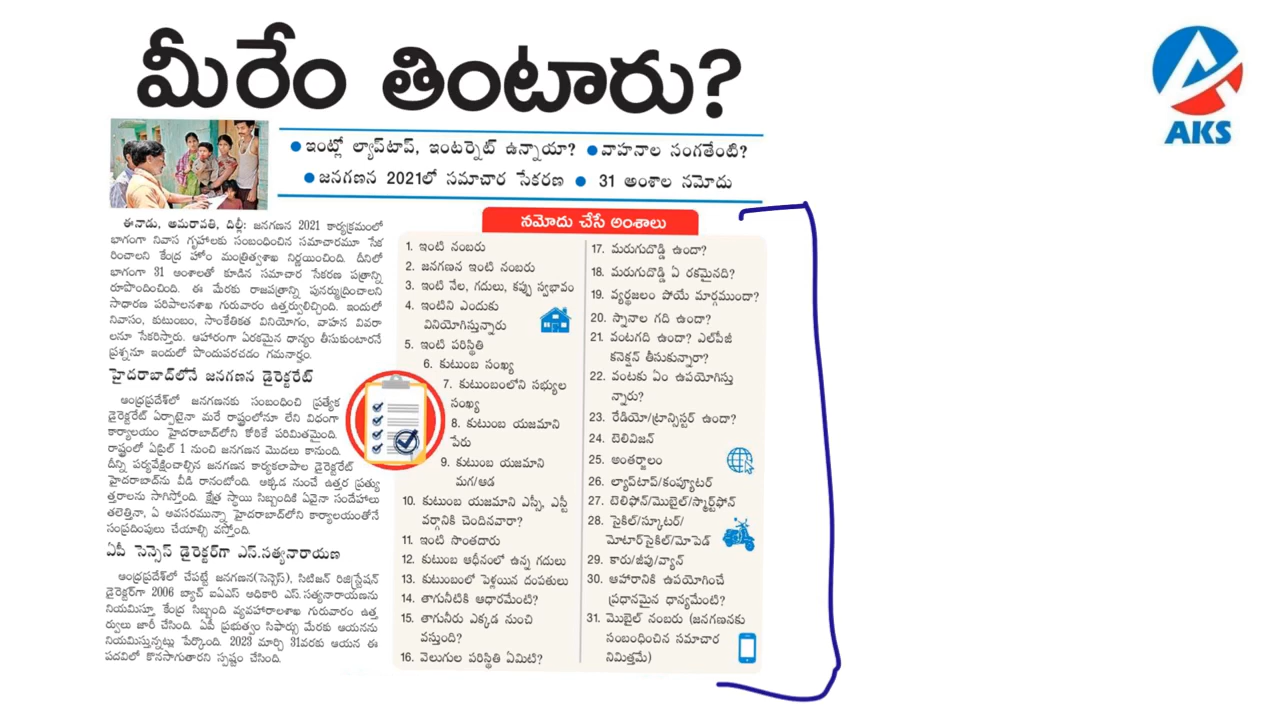 మీరేం తింటారు?
AKS
● ఇంట్లో ల్యాప్‌టాప్, ఇంటర్నెట్ ఉన్నాయా? ● వాహనాల సంగతేంటి?
● జనగణన 2021లో సమాచార సేకరణ ● 31 అంశాల నమోదు
ఈనాడు, అమరావతి, దిల్లీ: జనగణన 2021 కార్యక్రమంలో
భాగంగా నివాస గృహాలకు సంబంధించిన సమాచారమూ సేక
రించాలని కేంద్ర హోం మంత్రిత్వశాఖ నిర్ణయించింది. దీనిలో
భాగంగా 31 అంశాలతో కూడిన సమాచార సేకరణ పత్రాన్ని
రూపొందించింది. ఈ మేరకు రాజపత్రాన్ని పునర్ముద్రించాలని
సాధారణ పరిపాలనశాఖ గురువారం ఉత్తర్వులిచ్చింది. ఇందులో
నివాసం, కుటుంబం, సాంకేతికత వినియోగం, వాహన వివరా
లనూ సేకరిస్తారు. ఆహారంగా ఏరకమైన ధాన్యం తీసుకుంటారనే
ప్రశ్ననూ ఇందులో పొందుపరచడం గమనార్హం.
హైదరాబాద్‌లోనే జనగణన డైరెక్టరేట్
ఆంధ్రప్రదేశ్‌లో జనగణనకు సంబంధించి ప్రత్యేక
డైరెక్టరేట్ ఏర్పాటైనా మరే రాష్ట్రంలోనూ లేని విధంగా
కార్యాలయం హైదరాబాద్‌లోని కోఠికే పరిమితమైంది.
రాష్ట్రంలో ఏప్రిల్ 1 నుంచి జనగణన మొదలు కానుంది.
దీన్ని పర్యవేక్షించాల్సిన జనగణన కార్యకలాపాల డైరెక్టరేట్
హైదరాబాద్‌ను వీడి రానంటోంది. అక్కడ నుంచే ఉత్తర ప్రత్యు
త్తరాలను సాగిస్తోంది. క్షేత్ర స్థాయి సిబ్బందికి ఏవైనా సందేహాలు
తలెత్తినా, ఏ అవసరమున్నా హైదరాబాద్‌లోని కార్యాలయంతోనే
సంప్రదింపులు చేయాల్సి వస్తోంది.
ఏపీ సెన్సెస్ డైరెక్టర్‌గా ఎస్.సత్యనారాయణ
ఆంధ్రప్రదేశ్‌లో చేపట్టే జనగణన(సెన్సెస్), సిటిజన్ రిజిస్ట్రేషన్
డైరెక్టర్‌గా 2006 బ్యాచ్ ఐఏఎస్ అధికారి ఎస్.సత్యనారాయణను
నియమిస్తూ కేంద్ర సిబ్బంది వ్యవహారాలశాఖ గురువారం ఉత్త
ర్వులు జారీ చేసింది. ఏపీ ప్రభుత్వం సిఫార్సు మేరకు ఆయనను
నియమిస్తున్నట్లు పేర్కొంది. 2023 మార్చి 31వరకు ఆయన ఈ
పదవిలో కొనసాగుతారని స్పష్టం చేసింది.
నమోదు చేసే అంశాలు
1. ఇంటి నంబరు
2. జనగణన ఇంటి నంబరు
3. ఇంటి నేల, గదులు, కప్పు స్వభావం
4. ఇంటిని ఎందుకు
వినియోగిస్తున్నారు
5. ఇంటి పరిస్థితి
6. కుటుంబ సంఖ్య
7. కుటుంబంలోని సభ్యుల
సంఖ్య
8. కుటుంబ యజమాని
పేరు
9. కుటుంబ యజమాని
మగ/ఆడ
10. కుటుంబ యజమాని ఎస్సీ, ఎస్టీ
వర్గానికి చెందినవారా?
11. ఇంటి సొంతదారు
12. కుటుంబ ఆధీనంలో ఉన్న గదులు
13. కుటుంబంలో పెళ్లయిన దంపతులు
14. తాగునీటికి ఆధారమేంటి?
15. తాగునీరు ఎక్కడ నుంచి
వస్తుంది?
16. వెలుగుల పరిస్థితి ఏమిటి?
17. మరుగుదొడ్డి ఉందా?
18. మరుగుదొడ్డి ఏ రకమైనది?
19. వ్యర్థజలం పోయే మార్గముందా?
20. స్నానాల గది ఉందా?
21. వంటగది ఉందా? ఎల్‌పీజీ
కనెక్షన్ తీసుకున్నారా?
22. వంటకు ఏం ఉపయోగిస్తు
న్నారు?
23. రేడియో/ట్రాన్సిస్టర్ ఉందా?
24. టెలివిజన్
25. అంతర్జాలం
26. ల్యాప్‌టాప్/కంప్యూటర్
27. టెలిఫోన్/మొబైల్/స్మార్ట్‌ఫోన్
28. సైకిల్/స్కూటర్/
మోటార్‌సైకిల్/మోపెడ్
29. కారు/జీపు/వ్యాన్
30. ఆహారానికి ఉపయోగించే
ప్రధానమైన ధాన్యమేంటి?
31. మొబైల్ నంబరు (జనగణనకు
సంబంధించిన సమాచార
నిమిత్తమే)